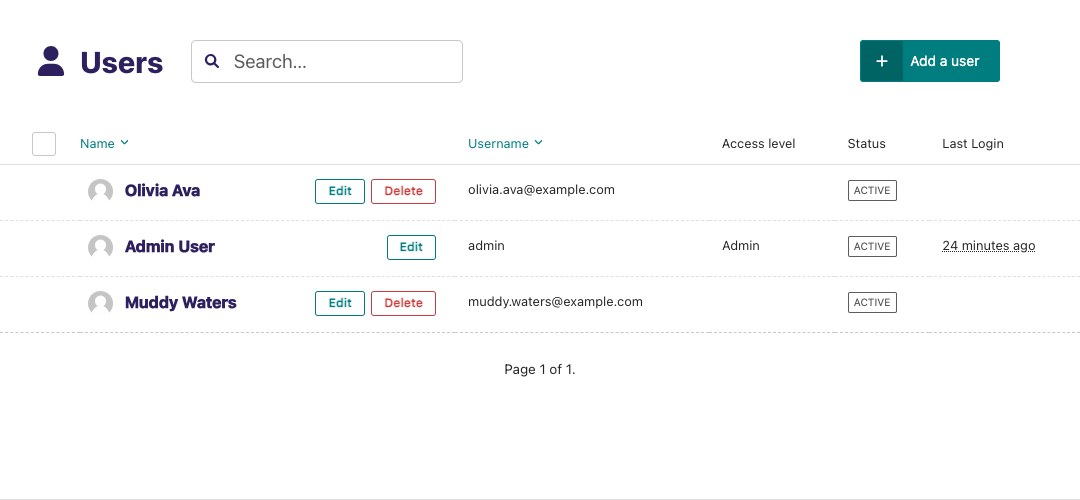 Users
Search...
+ Add a user
Name Username Access level Status Last Login
Olivia Ava Edit Delete olivia.ava@example.com ACTIVE
Admin User Edit admin Admin ACTIVE 24 minutes ago
Muddy Waters Edit Delete muddy.waters@example.com ACTIVE
Page 1 of 1.